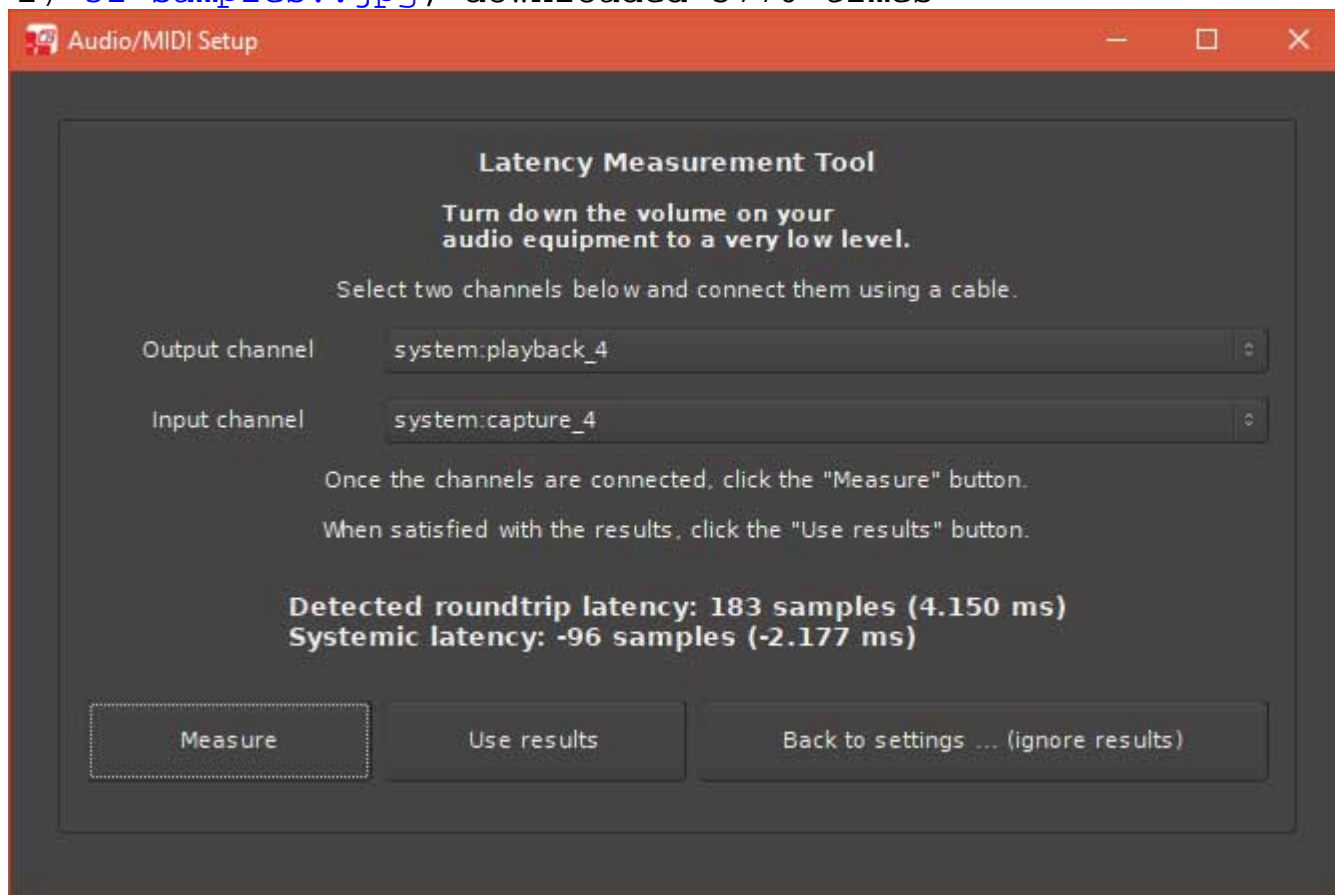 samples..jpg, downloaded times
Audio/MIDI Setup
Latency Measurement Tool
Turn down the volume on your
audio equipment to a very low level.
Select two channels below and connect them using a cable.
Output channel system:playback_4
Input channel system:capture_4
Once the channels are connected, click the "Measure" button.
When satisfied with the results, click the "Use results" button.
Detected roundtrip latency: 183 samples (4.150 ms)
Systemic latency: -96 samples (-2.177 ms)
Measure Use results Back to settings ... (ignore results)